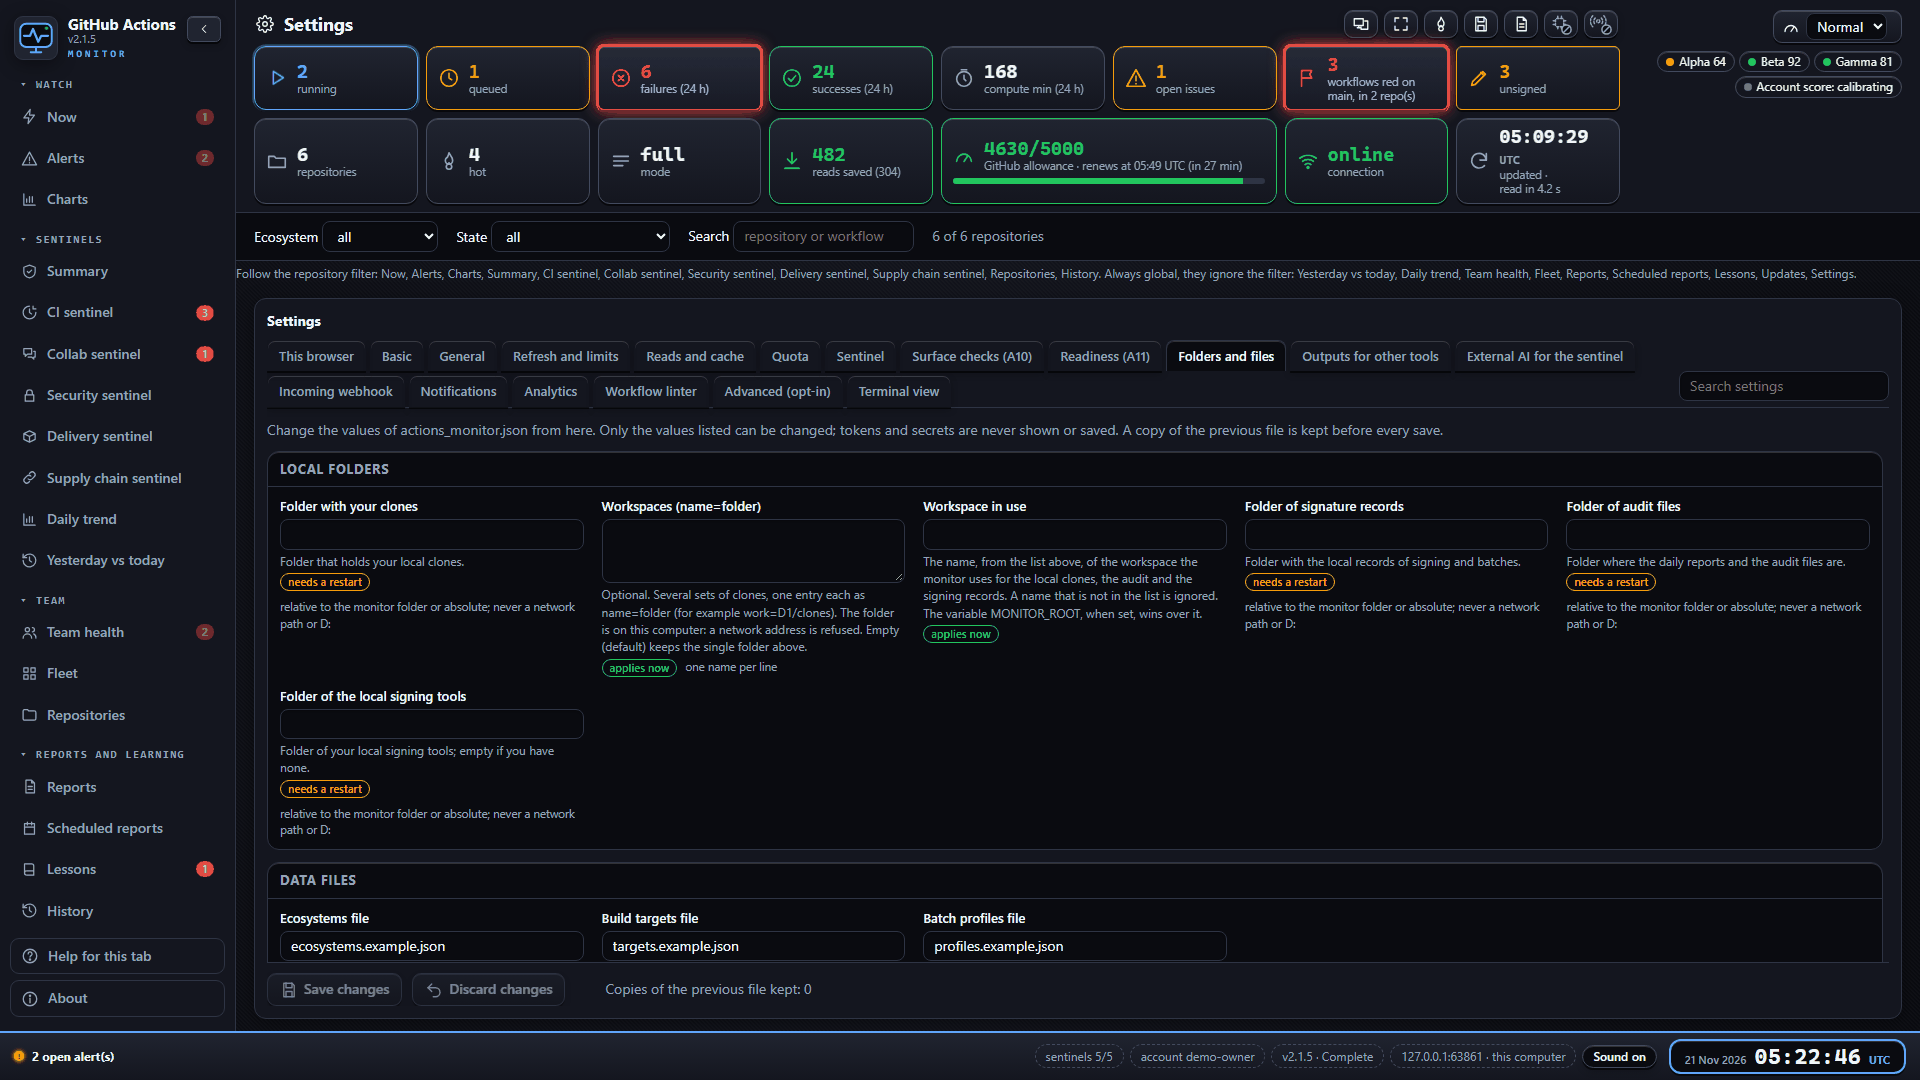 GitHub Actions
v2.1.5
MONITOR
WATCH
Now 1
Alerts 2
Charts
SENTINELS
Summary
CI sentinel 3
Collab sentinel 1
Security sentinel
Delivery sentinel
Supply chain sentinel
Daily trend
Yesterday vs today
TEAM
Team health 2
Fleet
Repositories
REPORTS AND LEARNING
Reports
Scheduled reports
Lessons 1
History
Help for this tab
About
Settings
Normal
2 running
1 queued
6 failures (24 h)
24 successes (24 h)
168 compute min (24 h)
1 open issues
3 workflows red on main, in 2 repo(s)
3 unsigned
Alpha 64
Beta 92
Gamma 81
Account score: calibrating
6 repositories
4 hot
full mode
482 reads saved (304)
4630/5000
GitHub allowance · renews at 05:49 UTC (in 27 min)
online connection
05:09:29
UTC
updated ·
read in 4.2 s
Ecosystem all State all Search repository or workflow 6 of 6 repositories
Follow the repository filter: Now, Alerts, Charts, Summary, CI sentinel, Collab sentinel, Security sentinel, Delivery sentinel, Supply chain sentinel, Repositories, History. Always global, they ignore the filter: Yesterday vs today, Daily trend, Team health, Fleet, Reports, Scheduled reports, Lessons, Updates, Settings.
Settings
This browser Basic General Refresh and limits Reads and cache Quota Sentinel Surface checks (A10) Readiness (A11) Folders and files Outputs for other tools External AI for the sentinel
Incoming webhook Notifications Analytics Workflow linter Advanced (opt-in) Terminal view
Search settings
Change the values of actions_monitor.json from here. Only the values listed can be changed; tokens and secrets are never shown or saved. A copy of the previous file is kept before every save.
LOCAL FOLDERS
Folder with your clones
Folder that holds your local clones.
needs a restart
relative to the monitor folder or absolute; never a network
path or D:
Workspaces (name=folder)
Optional. Several sets of clones, one entry each as
name=folder (for example work=D1/clones). The folder
is on this computer: a network address is refused. Empty
(default) keeps the single folder above.
applies now one name per line
Workspace in use
The name, from the list above, of the workspace the
monitor uses for the local clones, the audit and the
signing records. A name that is not in the list is ignored.
The variable MONITOR_ROOT, when set, wins over it.
applies now
Folder of signature records
Folder with the local records of signing and batches.
needs a restart
relative to the monitor folder or absolute; never a network
path or D:
Folder of audit files
Folder where the daily reports and the audit files are.
needs a restart
relative to the monitor folder or absolute; never a network
path or D:
Folder of the local signing tools
Folder of your local signing tools; empty if you have
none.
needs a restart
relative to the monitor folder or absolute; never a network
path or D:
DATA FILES
Ecosystems file
ecosystems.example.json
Build targets file
targets.example.json
Batch profiles file
profiles.example.json
Save changes
Discard changes
Copies of the previous file kept: 0
2 open alert(s)
sentinels 5/5
account demo-owner
v2.1.5 · Complete
127.0.0.1:63861 · this computer
Sound on
21 Nov 2026 05:22:46 UTC